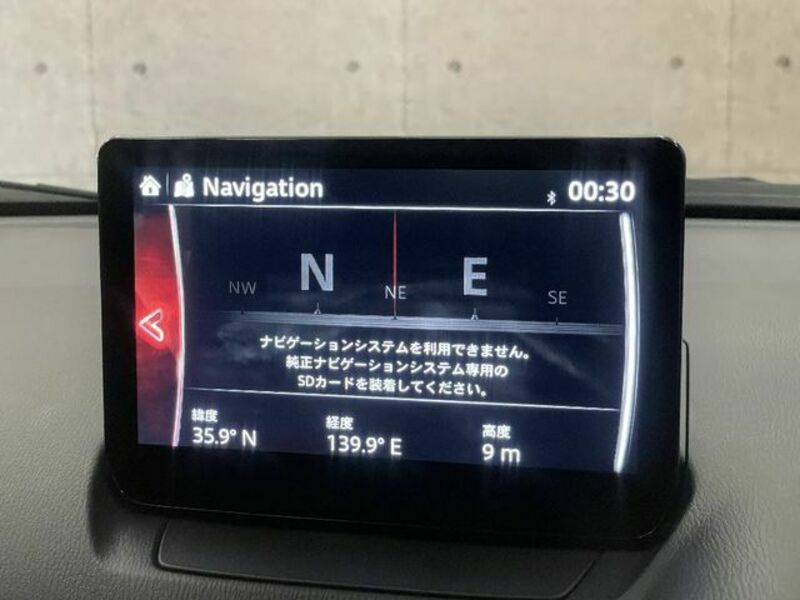 Navigation
00:30
N
E
NW
NE
SE
ナビゲーションシステムを利用できません。
純正ナビゲーションシステム専用の
SDカードを装着してください。
緯度
経度
高度
35.9° N
139.9° E
9 m